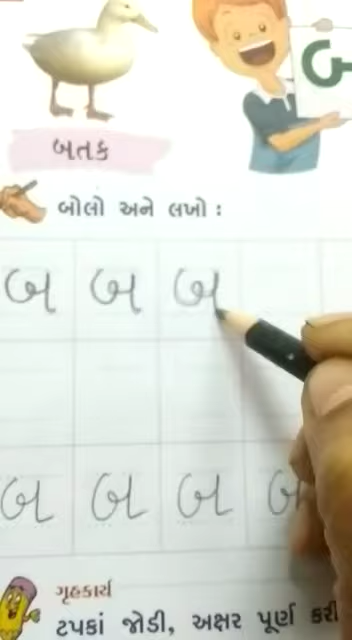 બતક
બોલો અને લખો :
બ બ બ
બ બ બ બ
ગૃહકાર્ય
ટપકાં જોડી, અક્ષર પૂર્ણ કરી